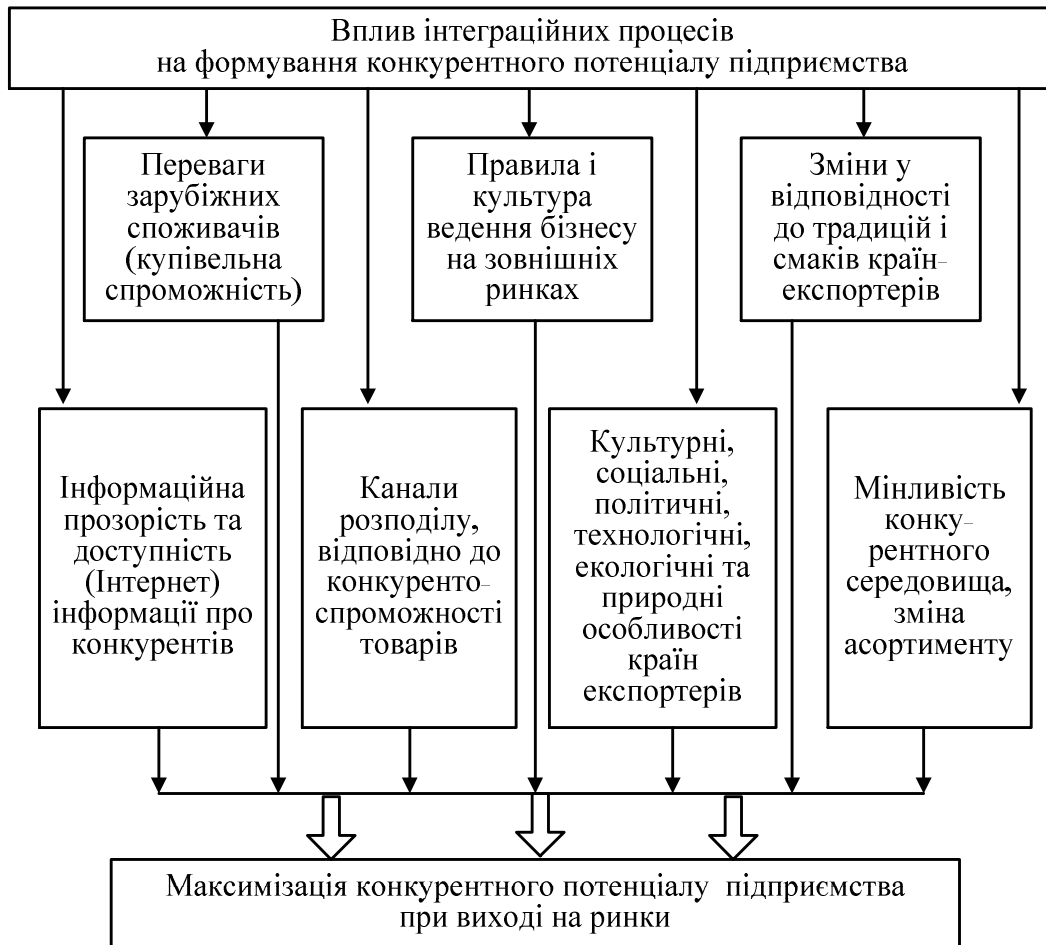 Вплив інтеграційних процесів
на формування конкурентного потенціалу підприємства
Переваги
зарубіжних
споживачів
(купівельна
спроможність)
Правила і
культура
ведення бізнесу
на зовнішніх
ринках
Зміни у
відповідності
до традицій і
смаків країн-
експортерів
Інформаційна
прозорість та
доступність
(Інтернет)
інформації про
конкурентів
Канали
розподілу,
відповідно до
конкуренто-
спроможності
товарів
Культурні,
соціальні,
політичні,
технологічні,
екологічні та
природні
особливості
країн
експортерів
Мінливість
конку-
рентного
середовища,
зміна
асортименту
Максимізація конкурентного потенціалу підприємства
при виході на ринки